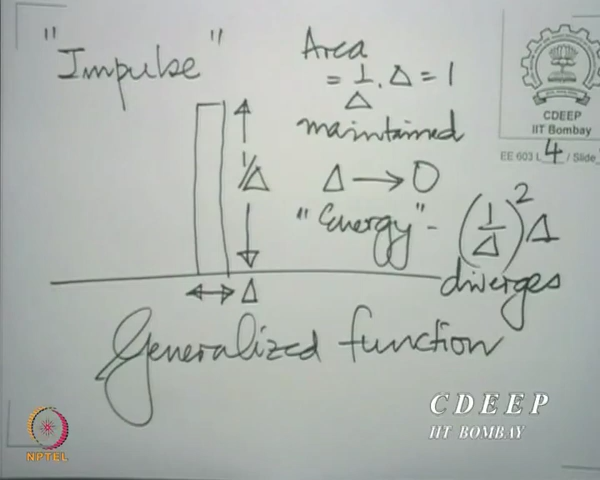 "Impulse"
Area
= 1/Δ . Δ = 1
maintained
1/Δ
Δ → 0
"Energy" - (1/Δ)² Δ
diverges
Δ
Generalized function
CDEEP
IIT Bombay
EE 603 L 4 / Slide
CDEEP
IIT BOMBAY
NPTEL